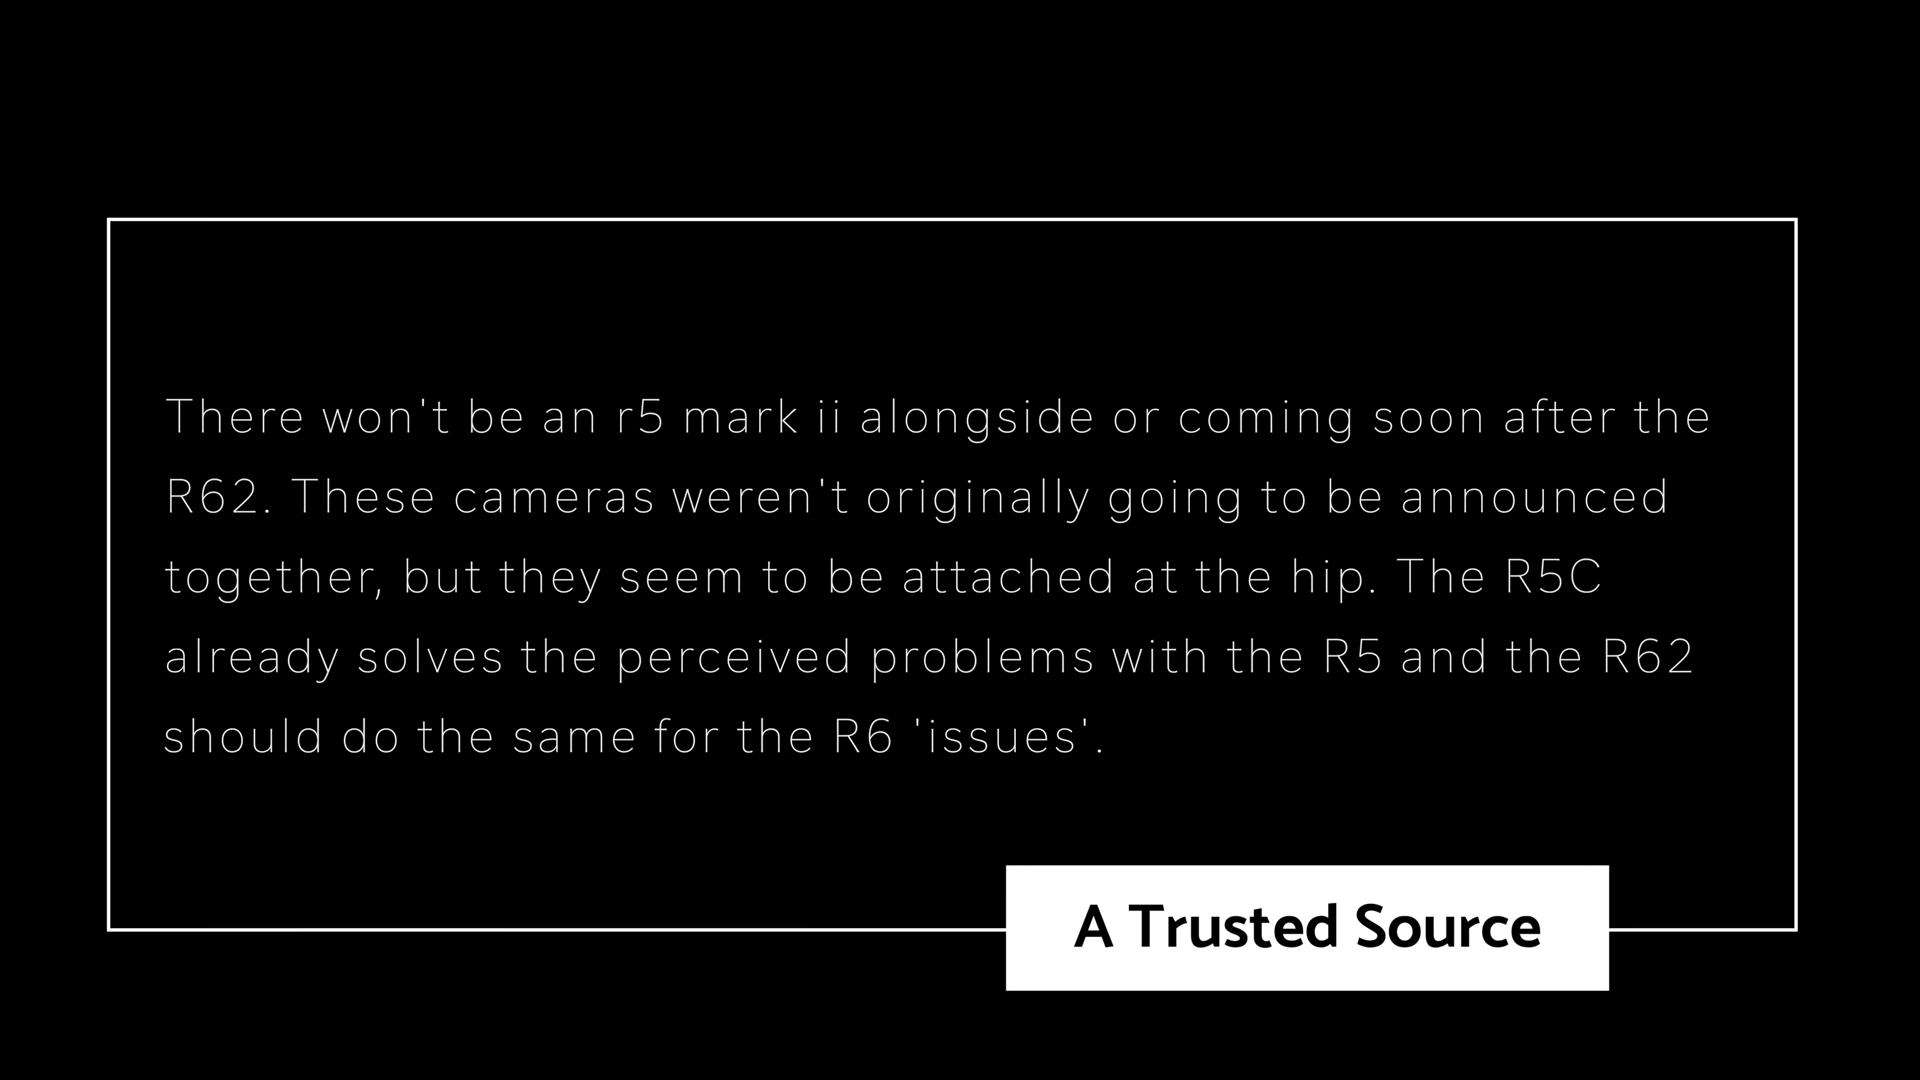 There won't be an r5 mark ii alongside or coming soon after the
R62. These cameras weren't originally going to be announced
together, but they seem to be attached at the hip. The R5C
already solves the perceived problems with the R5 and the R62
should do the same for the R6 'issues'.
A Trusted Source